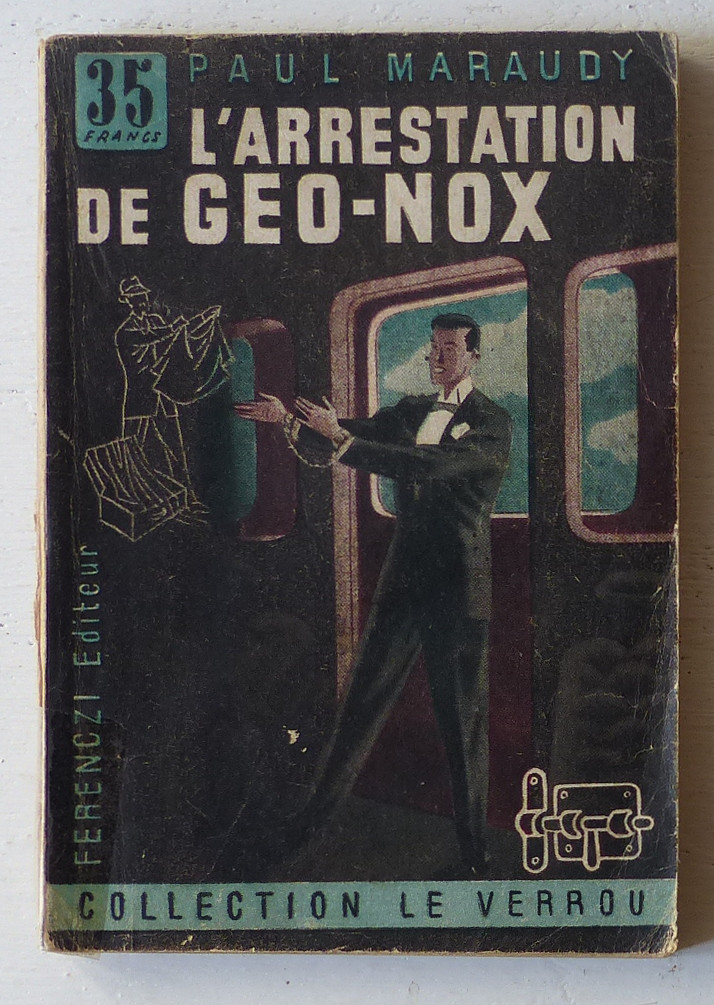 35
FRANCS
PAUL MARAUDY
L'ARRESTATION
DE GEO-NOX
FERENCZI Editeur
COLLECTION LE VERROU